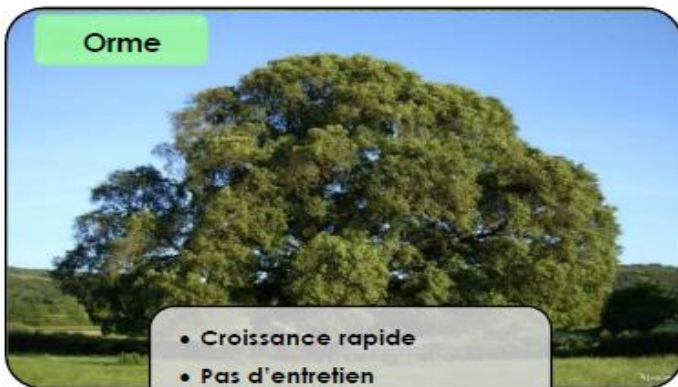 Orme
• Croissance rapide
• Pas d'entretien